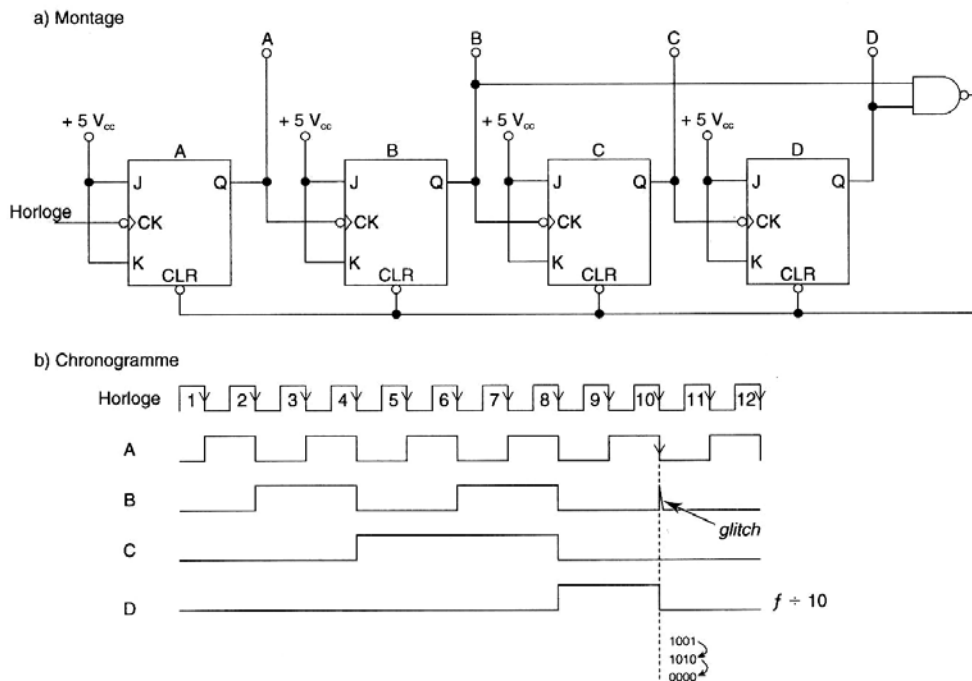 a) Montage
A B C D
+ 5 Vcc + 5 Vcc + 5 Vcc + 5 Vcc
A B C D
J Q J Q J Q J Q
Horloge CK CK CK CK
K K K K
CLR CLR CLR CLR
b) Chronogramme
Horloge 1 2 3 4 5 6 7 8 9 10 11 12
A
B
glitch
C
D f ÷ 10
1001
1010
0000